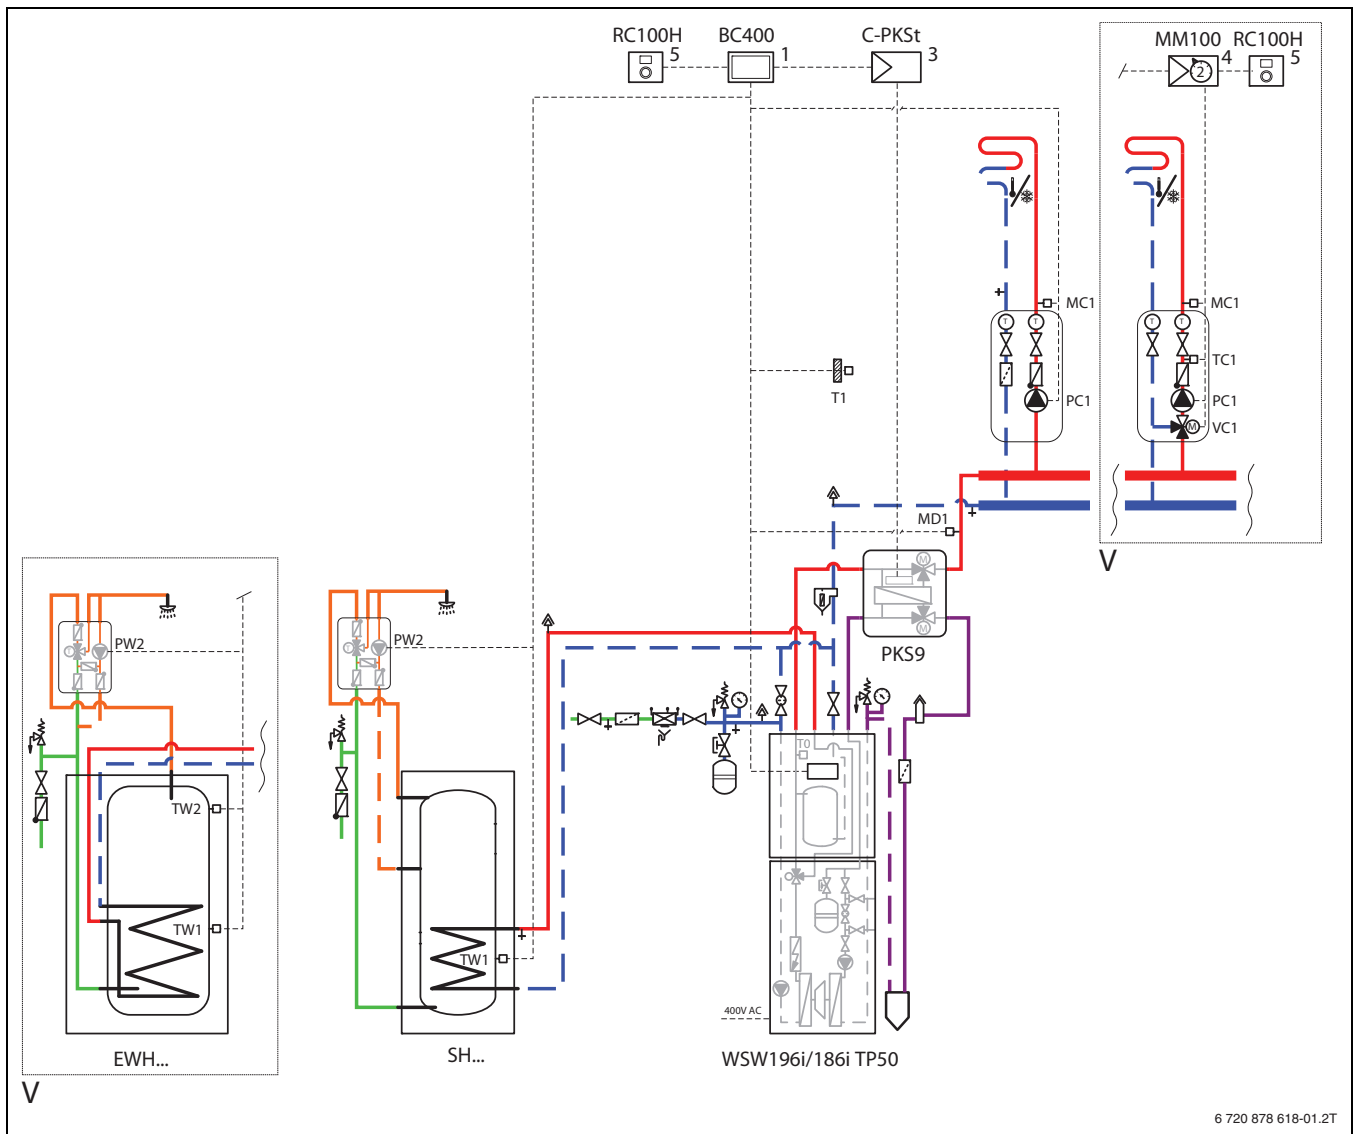 RC100H
5
BC400
1
C-PKSt
3
MM100
4
RC100H
5
2
MC1
MC1
T
T
T
T
TC1
T1
PC1
PC1
M
VC1
MD1
M
M
PKS9
T
PW2
T
PW2
T0
TW2
TW1
TW1
400V AC
EWH...
SH...
WSW196i/186i TP50
V
V
6 720 878 618-01.2T